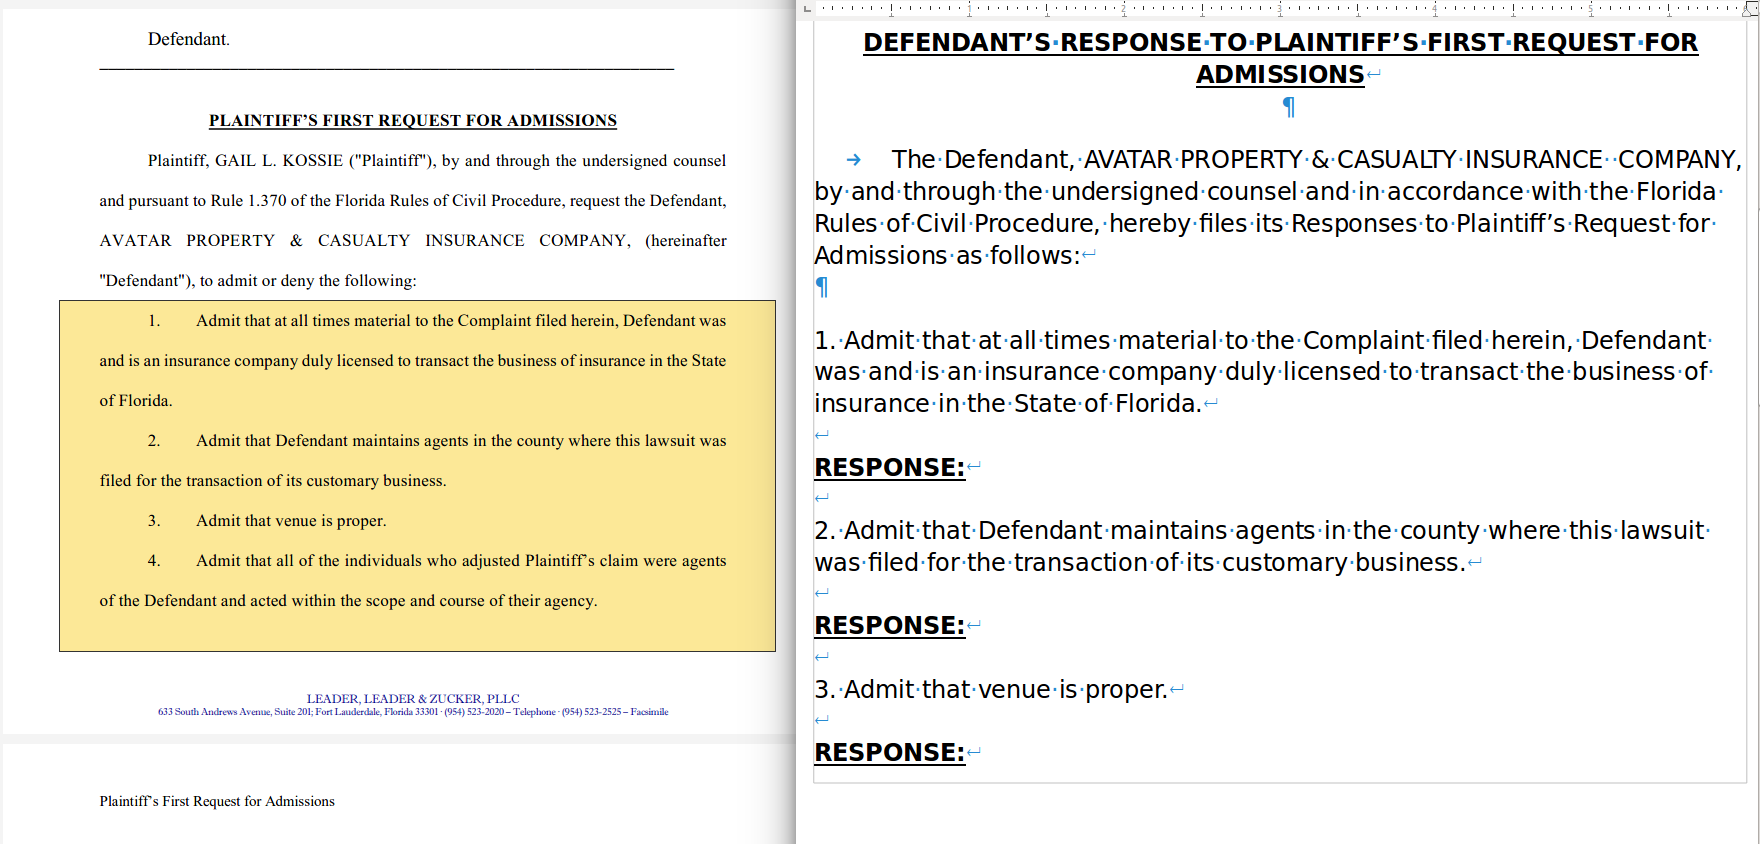 Defendant.
PLAINTIFF'S FIRST REQUEST FOR ADMISSIONS
Plaintiff, GAIL L. KOSSIE ("Plaintiff"), by and through the undersigned counsel
and pursuant to Rule 1.370 of the Florida Rules of Civil Procedure, request the Defendant,
AVATAR PROPERTY & CASUALTY INSURANCE COMPANY, (hereinafter
"Defendant"), to admit or deny the following:
1. Admit that at all times material to the Complaint filed herein, Defendant was
and is an insurance company duly licensed to transact the business of insurance in the State
of Florida.
2. Admit that Defendant maintains agents in the county where this lawsuit was
filed for the transaction of its customary business.
3. Admit that venue is proper.
4. Admit that all of the individuals who adjusted Plaintiff's claim were agents
of the Defendant and acted within the scope and course of their agency.
LEADER, LEADER & ZUCKER, PLLC
633 South Andrews Avenue, Suite 201; Fort Lauderdale, Florida 33301 · (954) 523-2020 – Telephone · (954) 523-2525 – Facsimile
Plaintiff's First Request for Admissions
1 2 3 4 5
DEFENDANT’S RESPONSE TO PLAINTIFF’S FIRST REQUEST FOR
ADMISSIONS
The Defendant, AVATAR PROPERTY & CASUALTY INSURANCE  COMPANY,
by and through the undersigned counsel and in accordance with the Florida
Rules of Civil Procedure, hereby files its Responses to Plaintiff’s Request for
Admissions as follows:
1. Admit that at all times material to the Complaint filed herein, Defendant
was and is an insurance company duly licensed to transact the business of
insurance in the State of Florida.
RESPONSE:
2. Admit that Defendant maintains agents in the county where this lawsuit
was filed for the transaction of its customary business.
RESPONSE:
3. Admit that venue is proper.
RESPONSE: